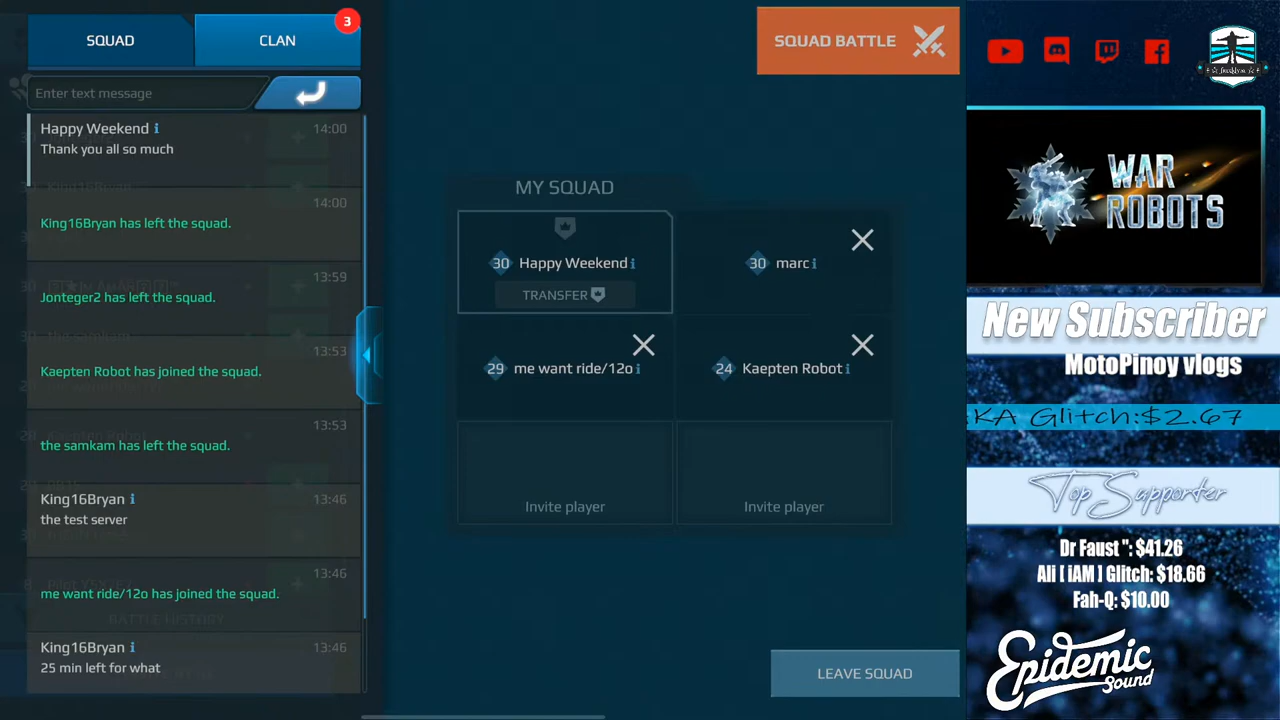 SQUAD
CLAN
3
Enter text message
Happy Weekend
14:00
Thank you all so much
14:00
King16Bryan has left the squad.
13:59
Jonteger2 has left the squad.
13:53
Kaepten Robot has joined the squad.
13:53
the samkam has left the squad.
King16Bryan
13:46
the test server
13:46
me want ride/12o has joined the squad.
King16Bryan
13:46
25 min left for what
BATTLE HISTORY
SQUAD BATTLE
MY SQUAD
30 Happy Weekend
TRANSFER
30 marc
29 me want ride/12o
24 Kaepten Robot
Invite player
Invite player
LEAVE SQUAD
WAR
ROBOTS
New Subscriber
MotoPinoy vlogs
KA Glitch:$2.67
Top Supporter
Dr Faust ": $41.26
Ali [ iAM ] Glitch: $18.66
Fah-Q: $10.00
Epidemic
Sound